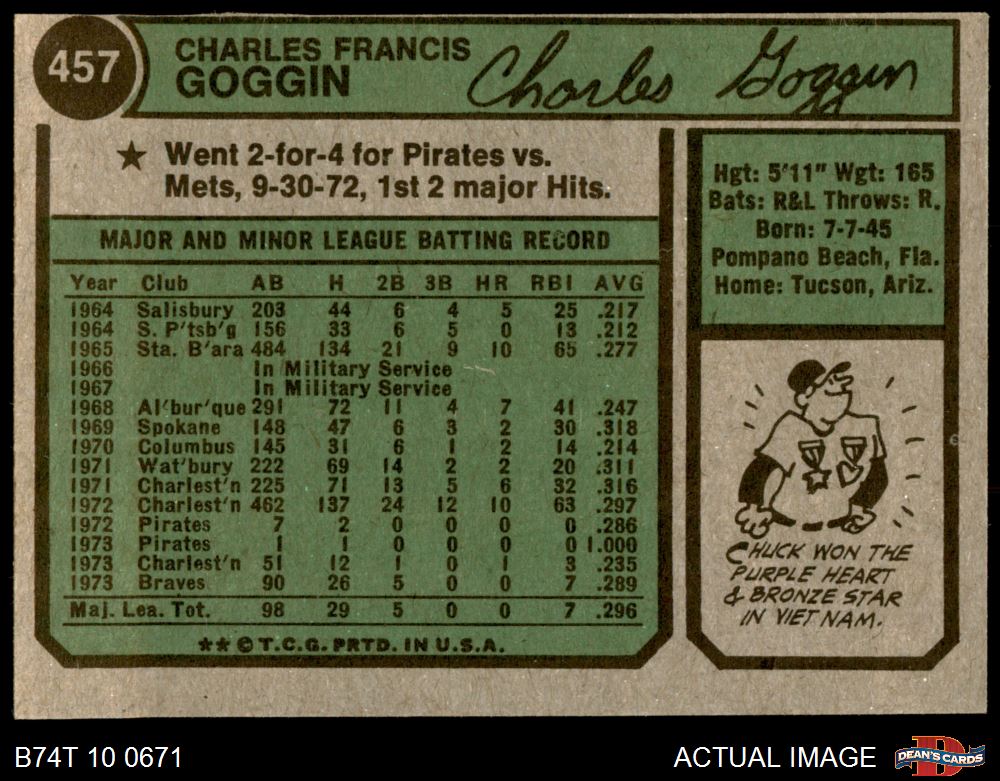 457
CHARLES FRANCIS
GOGGIN
Charles Goggin
★ Went 2-for-4 for Pirates vs.
Mets, 9-30-72, 1st 2 major Hits.
MAJOR AND MINOR LEAGUE BATTING RECORD
Year Club AB H 2B 3B HR RBI AVG
1964 Salisbury 203 44 6 4 5 25 .217
1964 S. P'tsb'g 156 33 6 5 0 13 .212
1965 Sta. B'ara 484 134 21 9 10 65 .277
1966 In Military Service
1967 In Military Service
1968 Al'bur'que 291 72 11 4 7 41 .247
1969 Spokane 148 47 6 3 2 30 .318
1970 Columbus 145 31 6 1 2 14 .214
1971 Wat'bury 222 69 14 2 2 20 .311
1971 Charlest'n 225 71 13 5 6 32 .316
1972 Charlest'n 462 137 24 12 10 63 .297
1972 Pirates 7 2 0 0 0 0 .286
1973 Pirates 1 1 0 0 0 0 1.000
1973 Charlest'n 51 12 1 0 1 3 .235
1973 Braves 90 26 5 0 0 7 .289
Maj. Lea. Tot. 98 29 5 0 0 7 .296
**© T.C.G. PRTD. IN U.S.A.
Hgt: 5'11" Wgt: 165
Bats: R&L Throws: R.
Born: 7-7-45
Pompano Beach, Fla.
Home: Tucson, Ariz.
CHUCK WON THE
PURPLE HEART
& BRONZE STAR
IN VIET NAM.
B74T 10 0671
ACTUAL IMAGE
D
DEAN'S CARDS